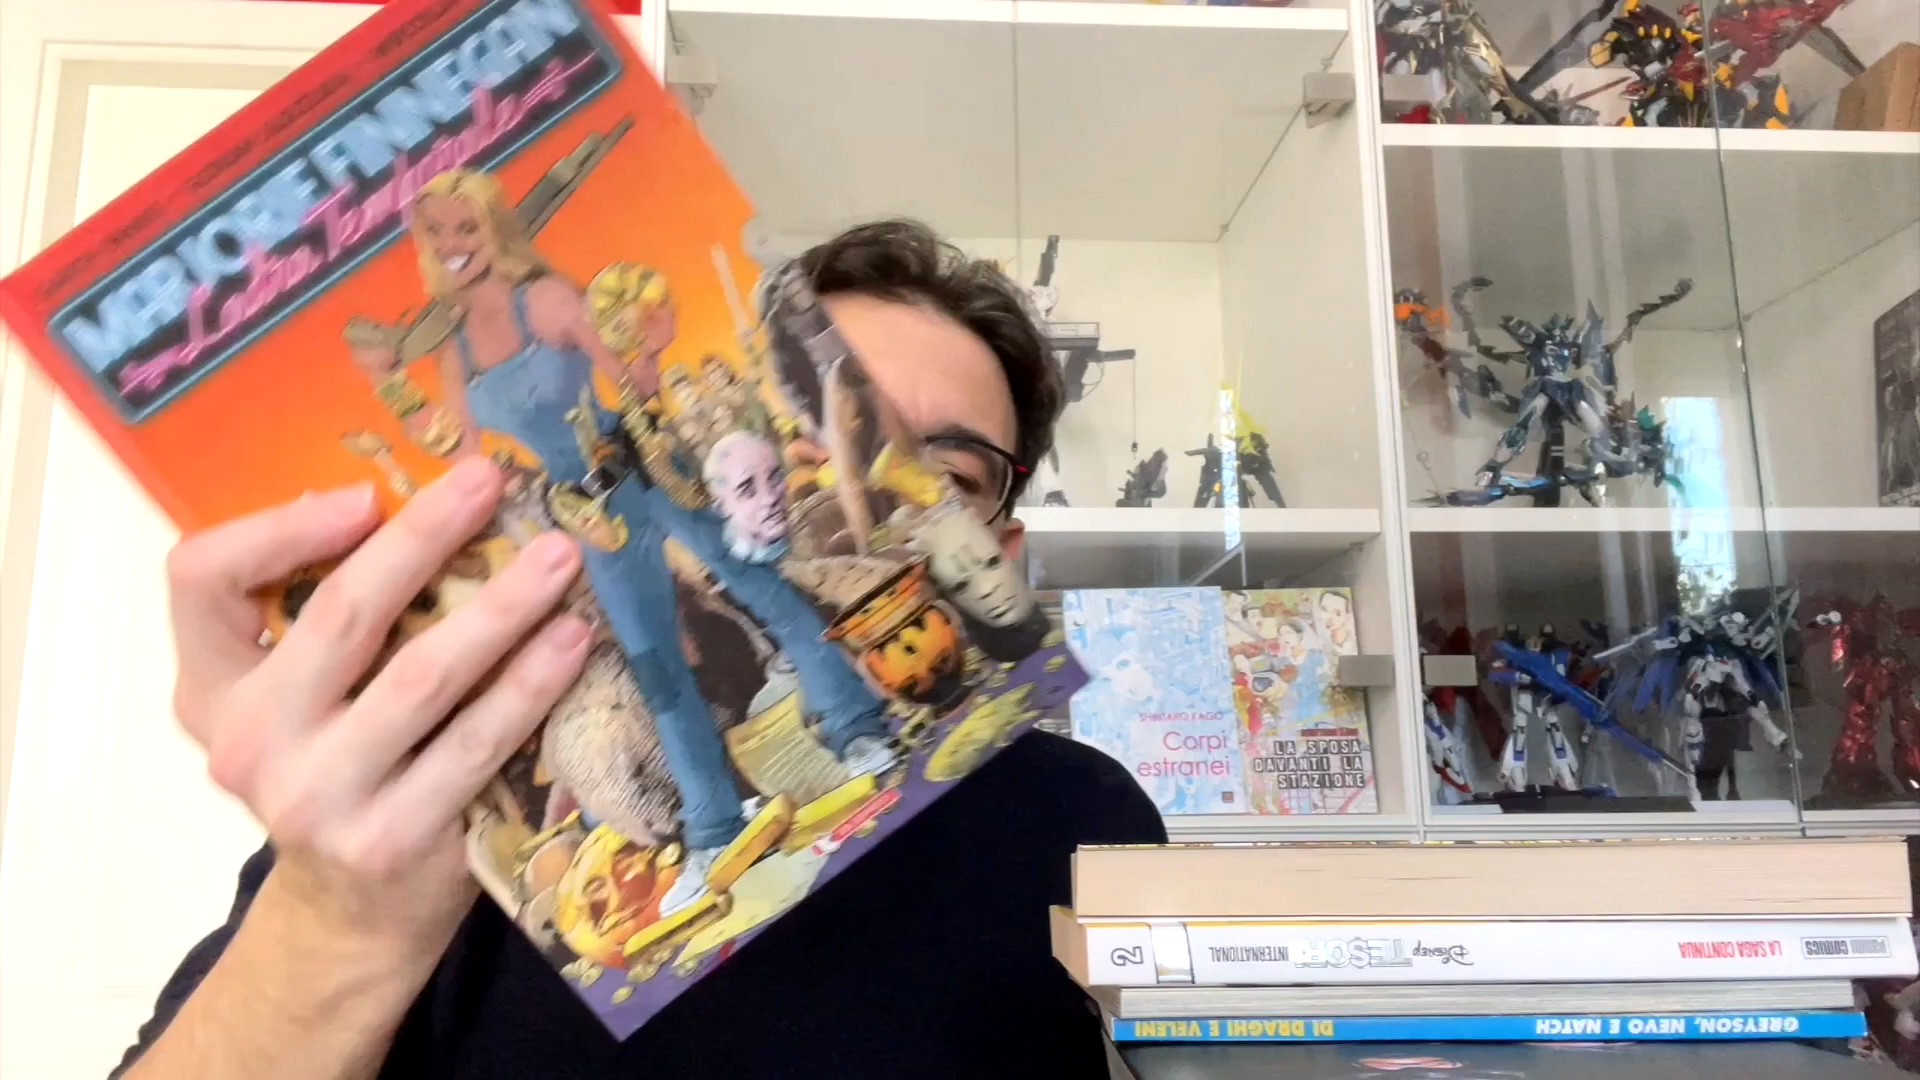 MARJORIE FINNEGAN
Ladra Temporale
SHINTARO KAGO
Corpi
estranei
LA SPOSA
DAVANTI LA
STAZIONE
2
Disney TESORI INTERNATIONAL
LA SAGA CONTINUA
PANINI COMICS
GREYSON, NEVO E NATCH
DI DRAGHI E VELENI